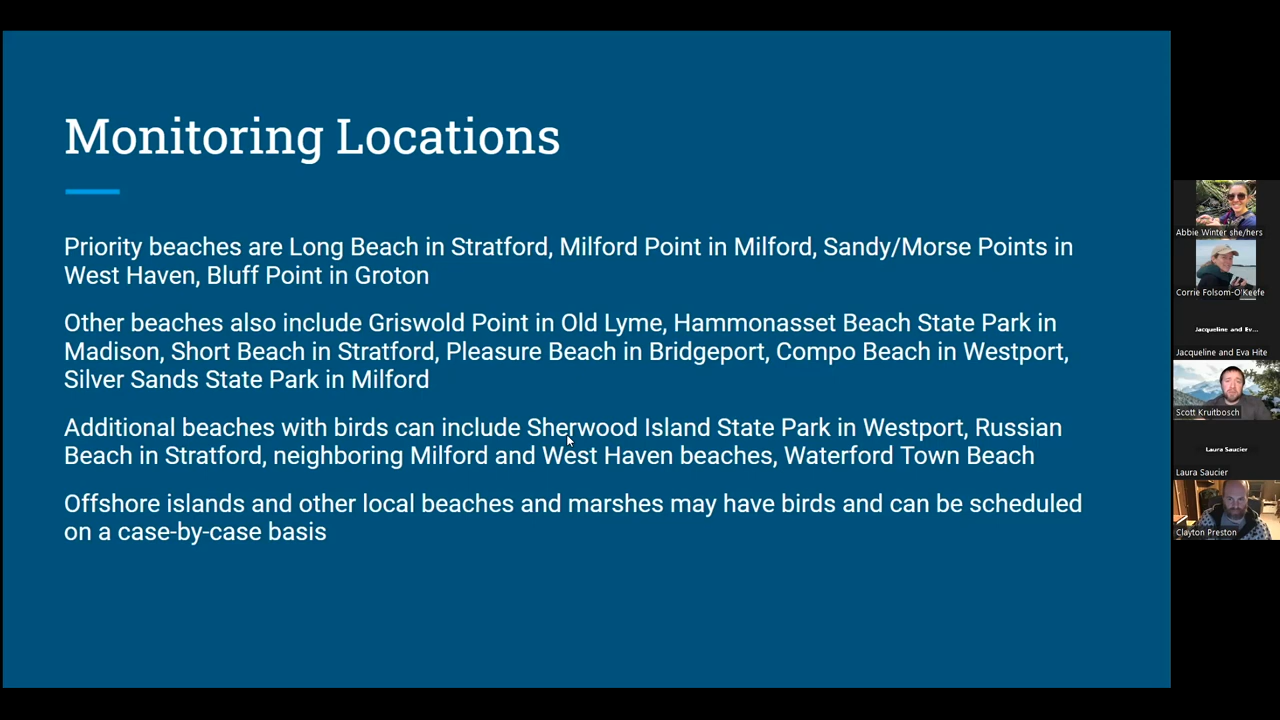 Monitoring Locations
Priority beaches are Long Beach in Stratford, Milford Point in Milford, Sandy/Morse Points in
West Haven, Bluff Point in Groton
Other beaches also include Griswold Point in Old Lyme, Hammonasset Beach State Park in
Madison, Short Beach in Stratford, Pleasure Beach in Bridgeport, Compo Beach in Westport,
Silver Sands State Park in Milford
Additional beaches with birds can include Sherwood Island State Park in Westport, Russian
Beach in Stratford, neighboring Milford and West Haven beaches, Waterford Town Beach
Offshore islands and other local beaches and marshes may have birds and can be scheduled
on a case-by-case basis
Abbie Winter she/hers
Corrie Folsom-O'Keefe
Jacqueline and Ev...
Jacqueline and Eva Hite
Scott Kruitbosch
Laura Saucier
Laura Saucier
Clayton Preston